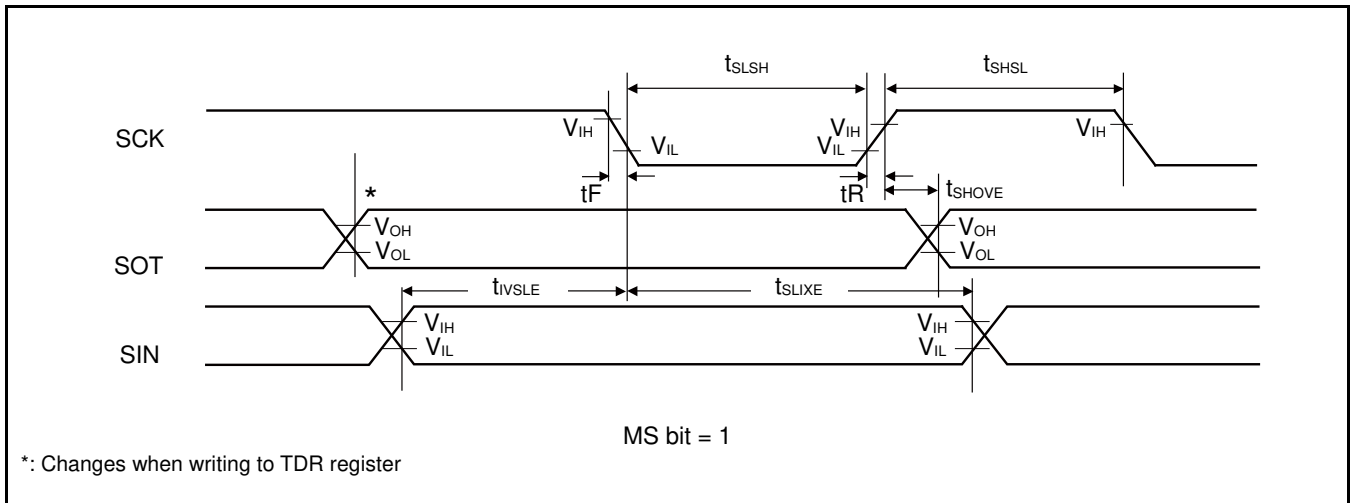 tSLSH tSHSL
SCK VIH VIL VIL VIH VIH
tF tR tSHOVE
*
SOT VOH VOL VOH VOL
tIVSLE tSLIXE
SIN VIH VIL VIH VIL
MS bit = 1
*: Changes when writing to TDR register